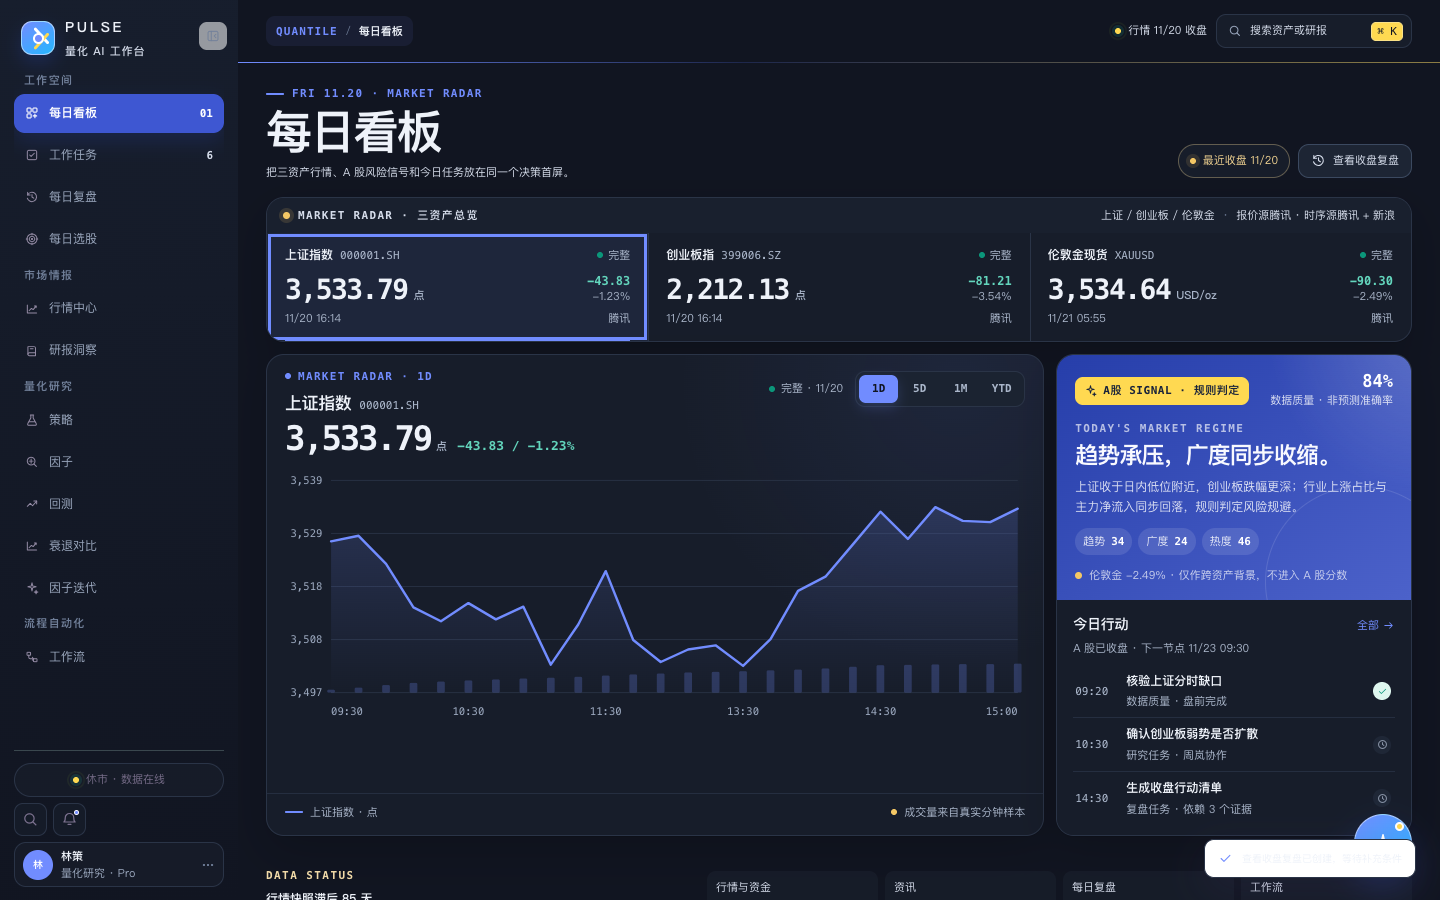 PULSE
量化 AI 工作台
工作空间
每日看板 01
工作任务 6
每日复盘
每日选股
市场情报
行情中心
研报洞察
量化研究
策略
因子
回测
衰退对比
因子迭代
流程自动化
工作流
休市 · 数据在线
林
林策
量化研究 · Pro
QUANTILE / 每日看板
行情 11/20 收盘
搜索资产或研报
⌘ K
FRI 11.20 · MARKET RADAR
每日看板
把三资产行情、A 股风险信号和今日任务放在同一个决策首屏。
最近收盘 11/20
查看收盘复盘
MARKET RADAR · 三资产总览
上证 / 创业板 / 伦敦金 · 报价源腾讯 · 时序源腾讯 + 新浪
上证指数 000001.SH 完整
3,533.79 点 −43.83
−1.23%
11/20 16:14 腾讯
创业板指 399006.SZ 完整
2,212.13 点 −81.21
−3.54%
11/20 16:14 腾讯
伦敦金现货 XAUUSD 完整
3,534.64 USD/oz −90.30
−2.49%
11/21 05:55 腾讯
MARKET RADAR · 1D
上证指数 000001.SH
3,533.79 点 −43.83 / −1.23%
完整 · 11/20
1D 5D 1M YTD
3,539
3,529
3,518
3,508
3,497
09:30 10:30 11:30 13:30 14:30 15:00
上证指数 · 点
成交量来自真实分钟样本
A股 SIGNAL · 规则判定
84%
数据质量 · 非预测准确率
TODAY'S MARKET REGIME
趋势承压，广度同步收缩。
上证收于日内低位附近，创业板跌幅更深；行业上涨占比与
主力净流入同步回落，规则判定风险规避。
趋势 34 广度 24 热度 46
伦敦金 −2.49% · 仅作跨资产背景，不进入 A 股分数
今日行动
全部 →
A 股已收盘 · 下一节点 11/23 09:30
09:20 核验上证分时缺口
数据质量 · 盘前完成
10:30 确认创业板弱势是否扩散
研究任务 · 周岚协作
14:30 生成收盘行动清单
复盘任务 · 依赖 3 个证据
DATA STATUS
行情快照滞后 85 天
行情与资金
资讯
每日复盘
工作流